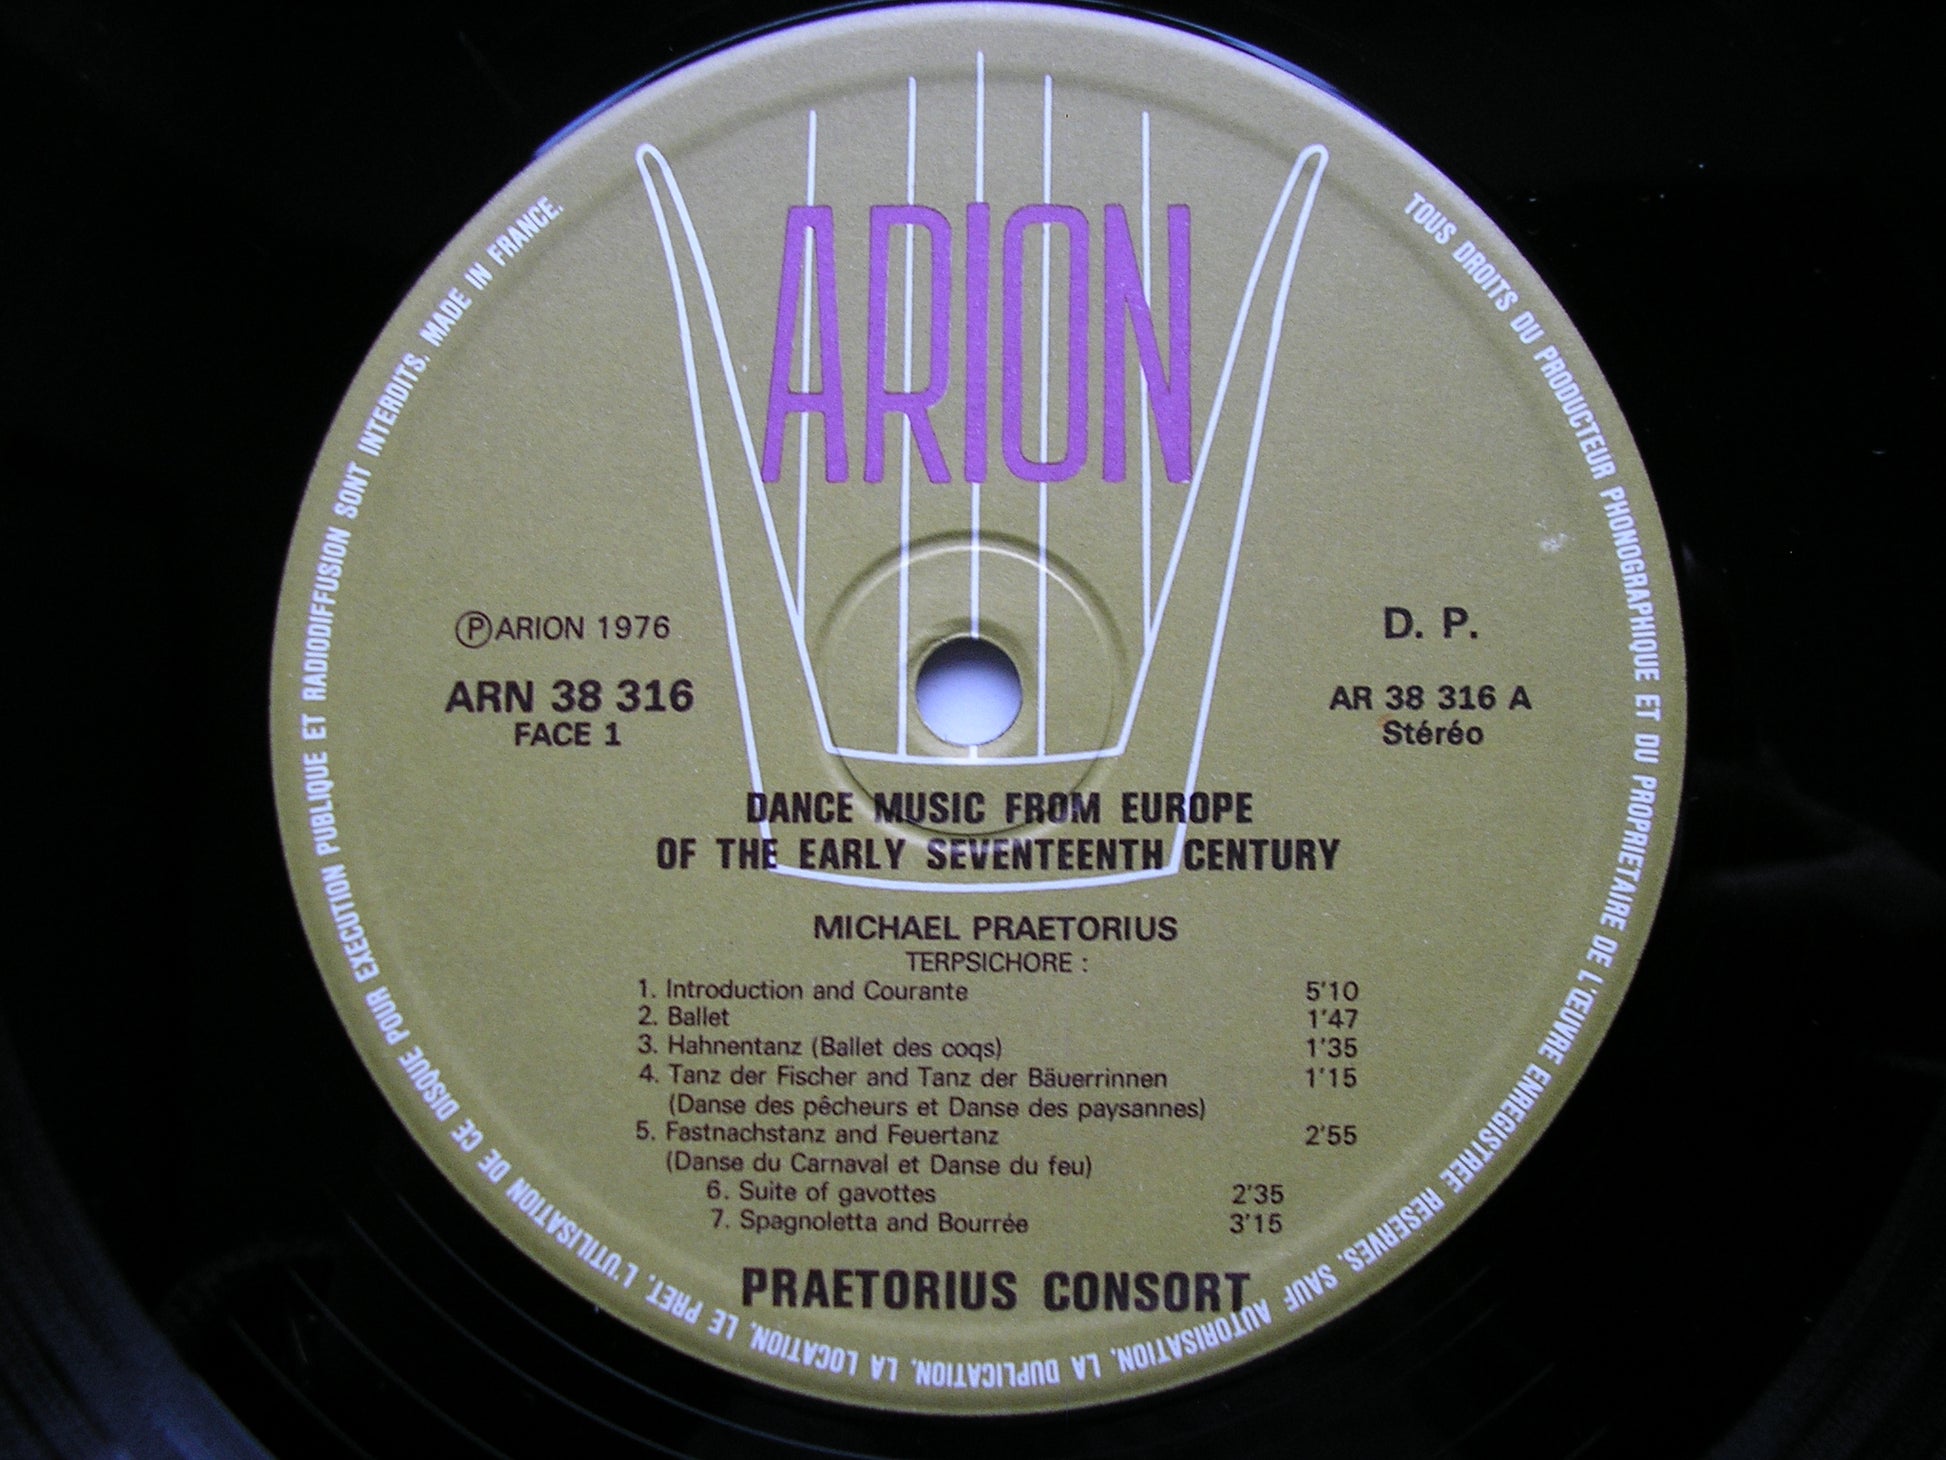 ARION
Ⓟ ARION 1976
ARN 38 316
FACE 1
D. P.
AR 38 316 A
Stéréo
DANCE MUSIC FROM EUROPE
OF THE EARLY SEVENTEENTH CENTURY
MICHAEL PRAETORIUS
TERPSICHORE :
1. Introduction and Courante 5'10
2. Ballet 1'47
3. Hahnentanz (Ballet des coqs) 1'35
4. Tanz der Fischer and Tanz der Bäuerrinnen 1'15
(Danse des pêcheurs et Danse des paysannes)
5. Fastnachstanz and Feuertanz 2'55
(Danse du Carnaval et Danse du feu)
6. Suite of gavottes 2'35
7. Spagnoletta and Bourrée 3'15
PRAETORIUS CONSORT
TOUS DROITS DU PRODUCTEUR PHONOGRAPHIQUE ET DU PROPRIETAIRE DE L'ŒUVRE ENREGISTREE RESERVES. SAUF AUTORISATION, LA DUPLICATION, LA LOCATION, LE PRET, L'UTILISATION DE CE DISQUE POUR EXECUTION PUBLIQUE ET RADIODIFFUSION SONT INTERDITS. MADE IN FRANCE.